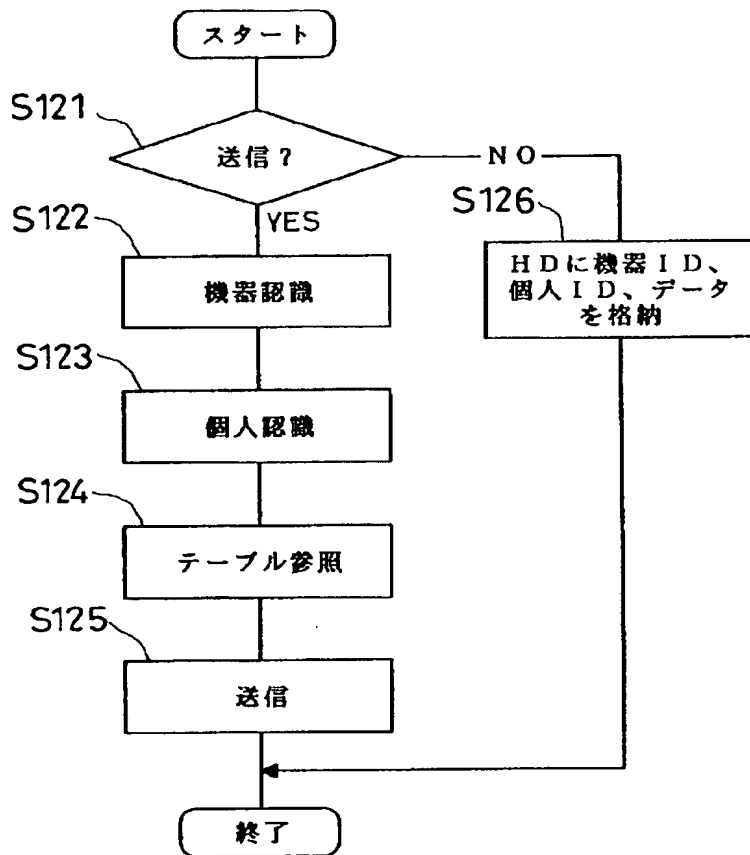 スタート
S121
送信?
NO
YES
S122
機器認識
S126
HDに機器ID、
個人ID、データ
を格納
S123
個人認識
S124
テーブル参照
S125
送信
終了